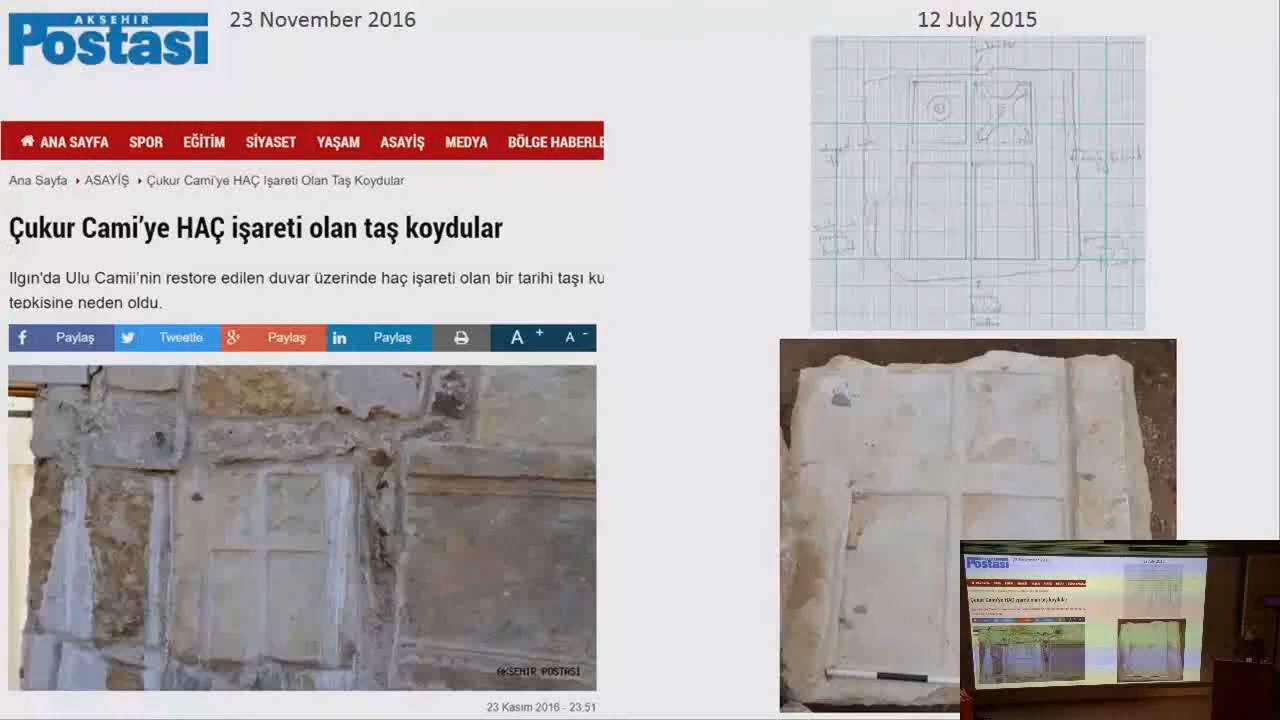 AKSEHIR
Postası
23 November 2016
12 July 2015
ANA SAYFA SPOR EĞİTİM SİYASET YAŞAM ASAYİŞ MEDYA BÖLGE HABERLE
Ana Sayfa ASAYİŞ Çukur Cami'ye HAÇ Işareti Olan Taş Koydular
Çukur Cami'ye HAÇ işareti olan taş koydular
Ilgın'da Ulu Camii'nin restore edilen duvar üzerinde haç işareti olan bir tarihi taşı ku
tepkisine neden oldu.
Paylaş Tweetle Paylaş Paylaş A + A -
AKSEHIR POSTASI
23 Kasım 2016 - 23:51
Postası